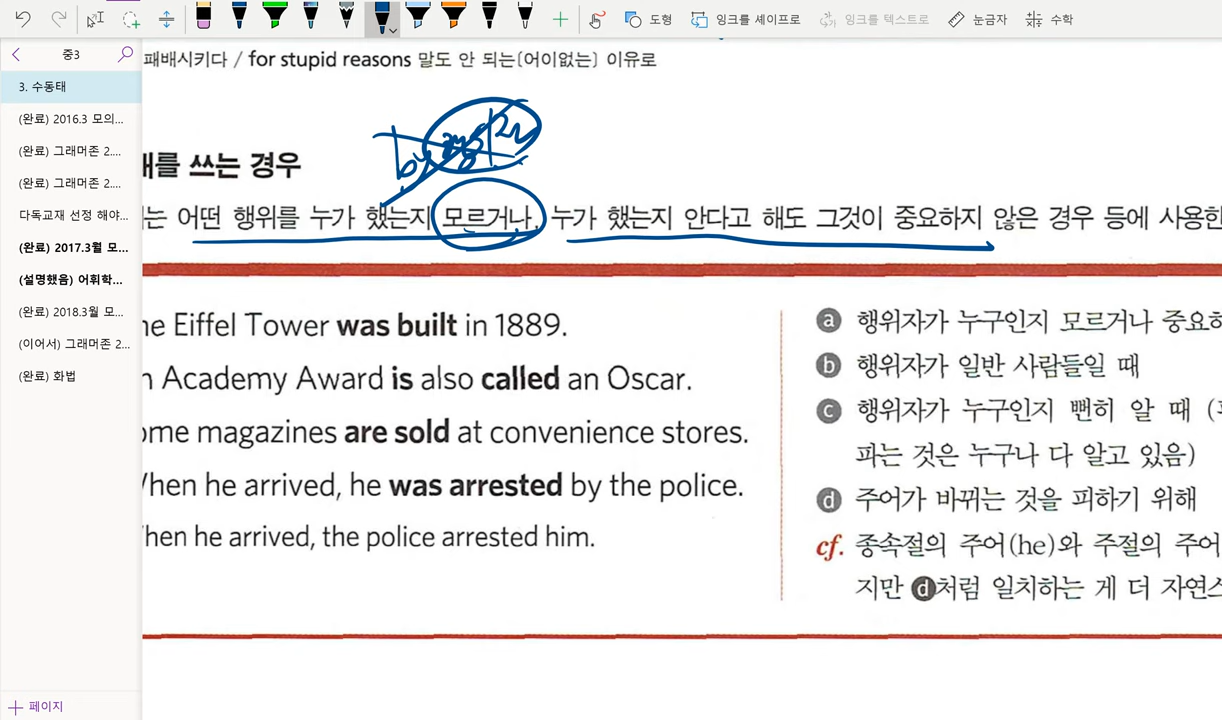 도형
잉크를 셰이프로
잉크를 텍스트로
눈금자
수학
중3
3. 수동태
(완료) 2016.3 모의...
(완료) 그래머존 2....
(완료) 그래머존 2....
다독교재 선정 해야...
(완료) 2017.3월 모...
(설명했음) 어휘학...
(완료) 2018.3월 모...
(이어서) 그래머존 2...
(완료) 화법
페이지
패배시키다 / for stupid reasons 말도 안 되는[어이없는] 이유로
by
쓰는 경우
어떤 행위를 누가 했는지 모르거나, 누가 했는지 안다고 해도 그것이 중요하지 않은 경우 등에 사용한
Eiffel Tower was built in 1889.
Academy Award is also called an Oscar.
magazines are sold at convenience stores.
he arrived, he was arrested by the police.
he arrived, the police arrested him.
a 행위자가 누구인지 모르거나 중요하
b 행위자가 일반 사람들일 때
c 행위자가 누구인지 뻔히 알 때
파는 것은 누구나 다 알고 있음)
d 주어가 바뀌는 것을 피하기 위해
cf. 종속절의 주어(he)와 주절의 주어
지만 d처럼 일치하는 게 더 자연스